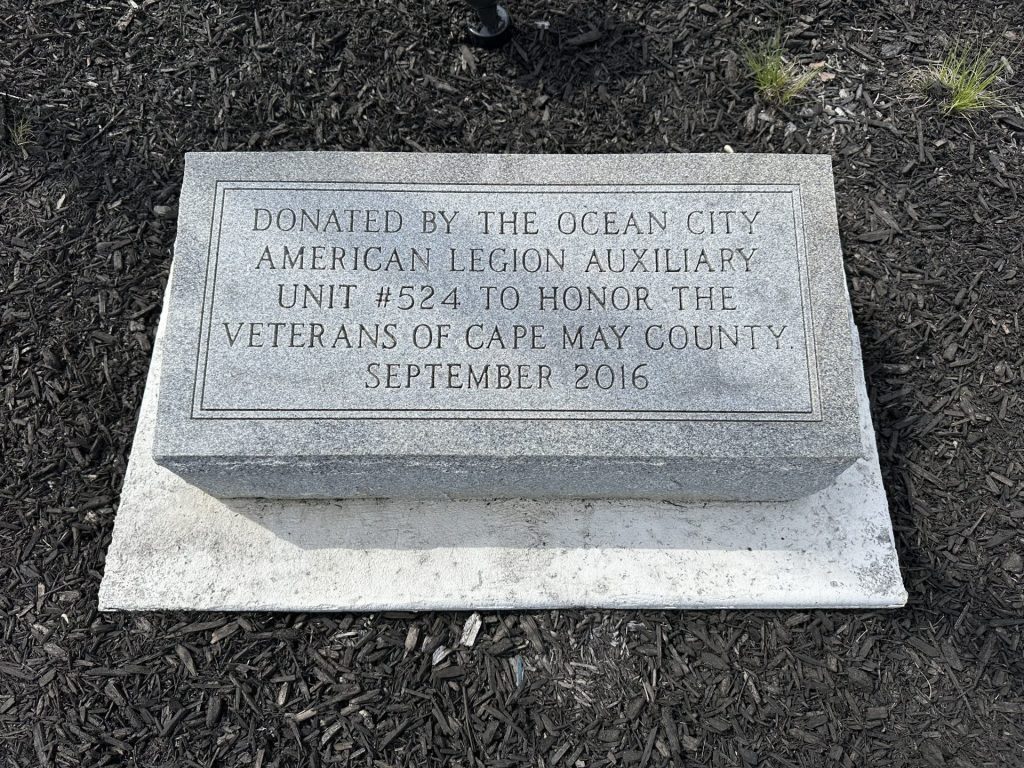 DONATED BY THE OCEAN CITY
AMERICAN LEGION AUXILIARY
UNIT #524 TO HONOR THE
VETERANS OF CAPE MAY COUNTY.
SEPTEMBER 2016